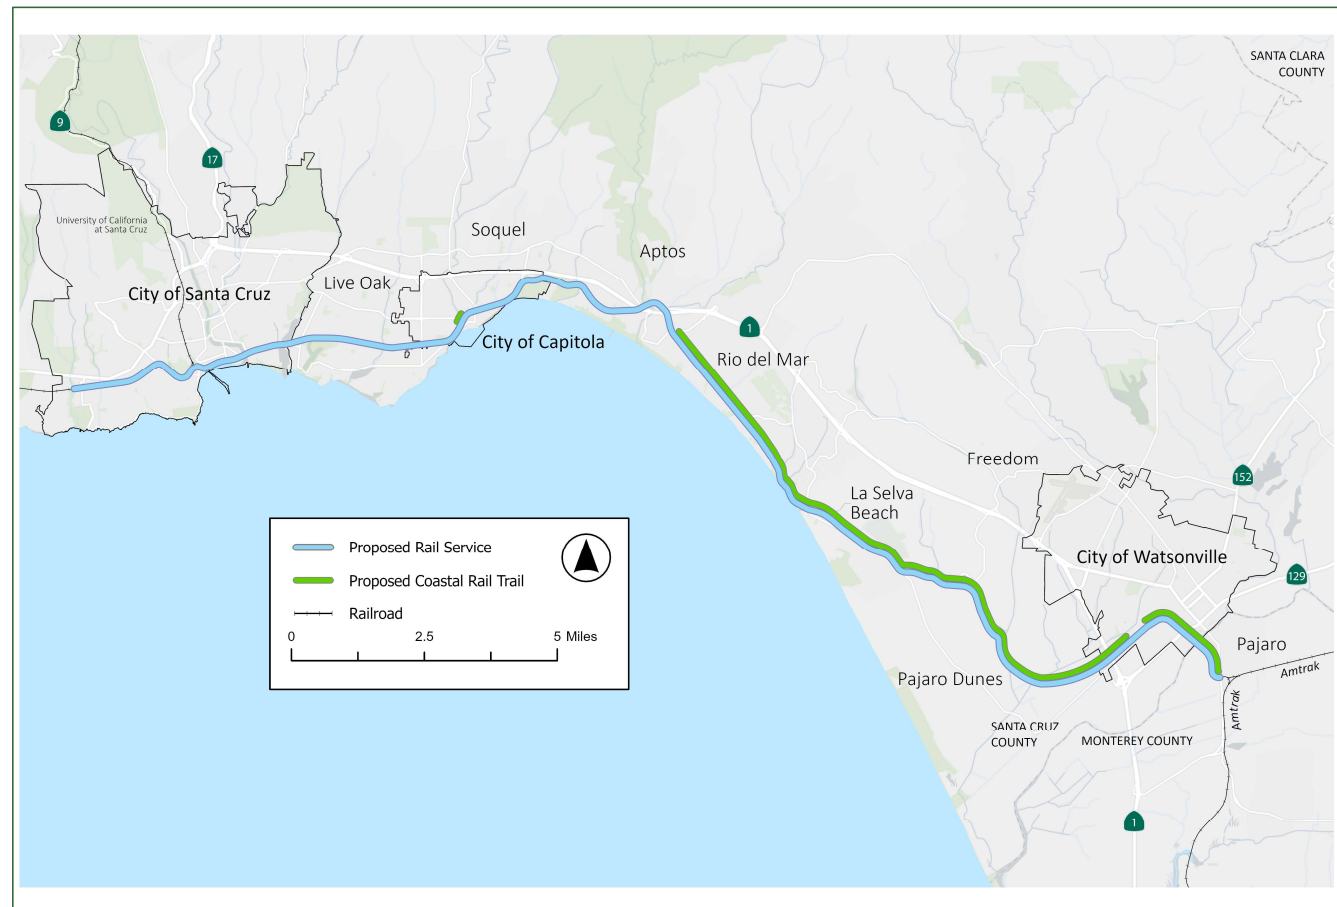 SANTA CLARA
COUNTY
9
17
University of California
at Santa Cruz
Soquel
Aptos
Live Oak
City of Santa Cruz
City of Capitola
1
Rio del Mar
Freedom
152
La Selva
Beach
City of Watsonville
129
Proposed Rail Service
Proposed Coastal Rail Trail
Railroad
0 2.5 5 Miles
Pajaro
Amtrak
Pajaro Dunes
Amtrak
SANTA CRUZ
COUNTY
MONTEREY COUNTY
1